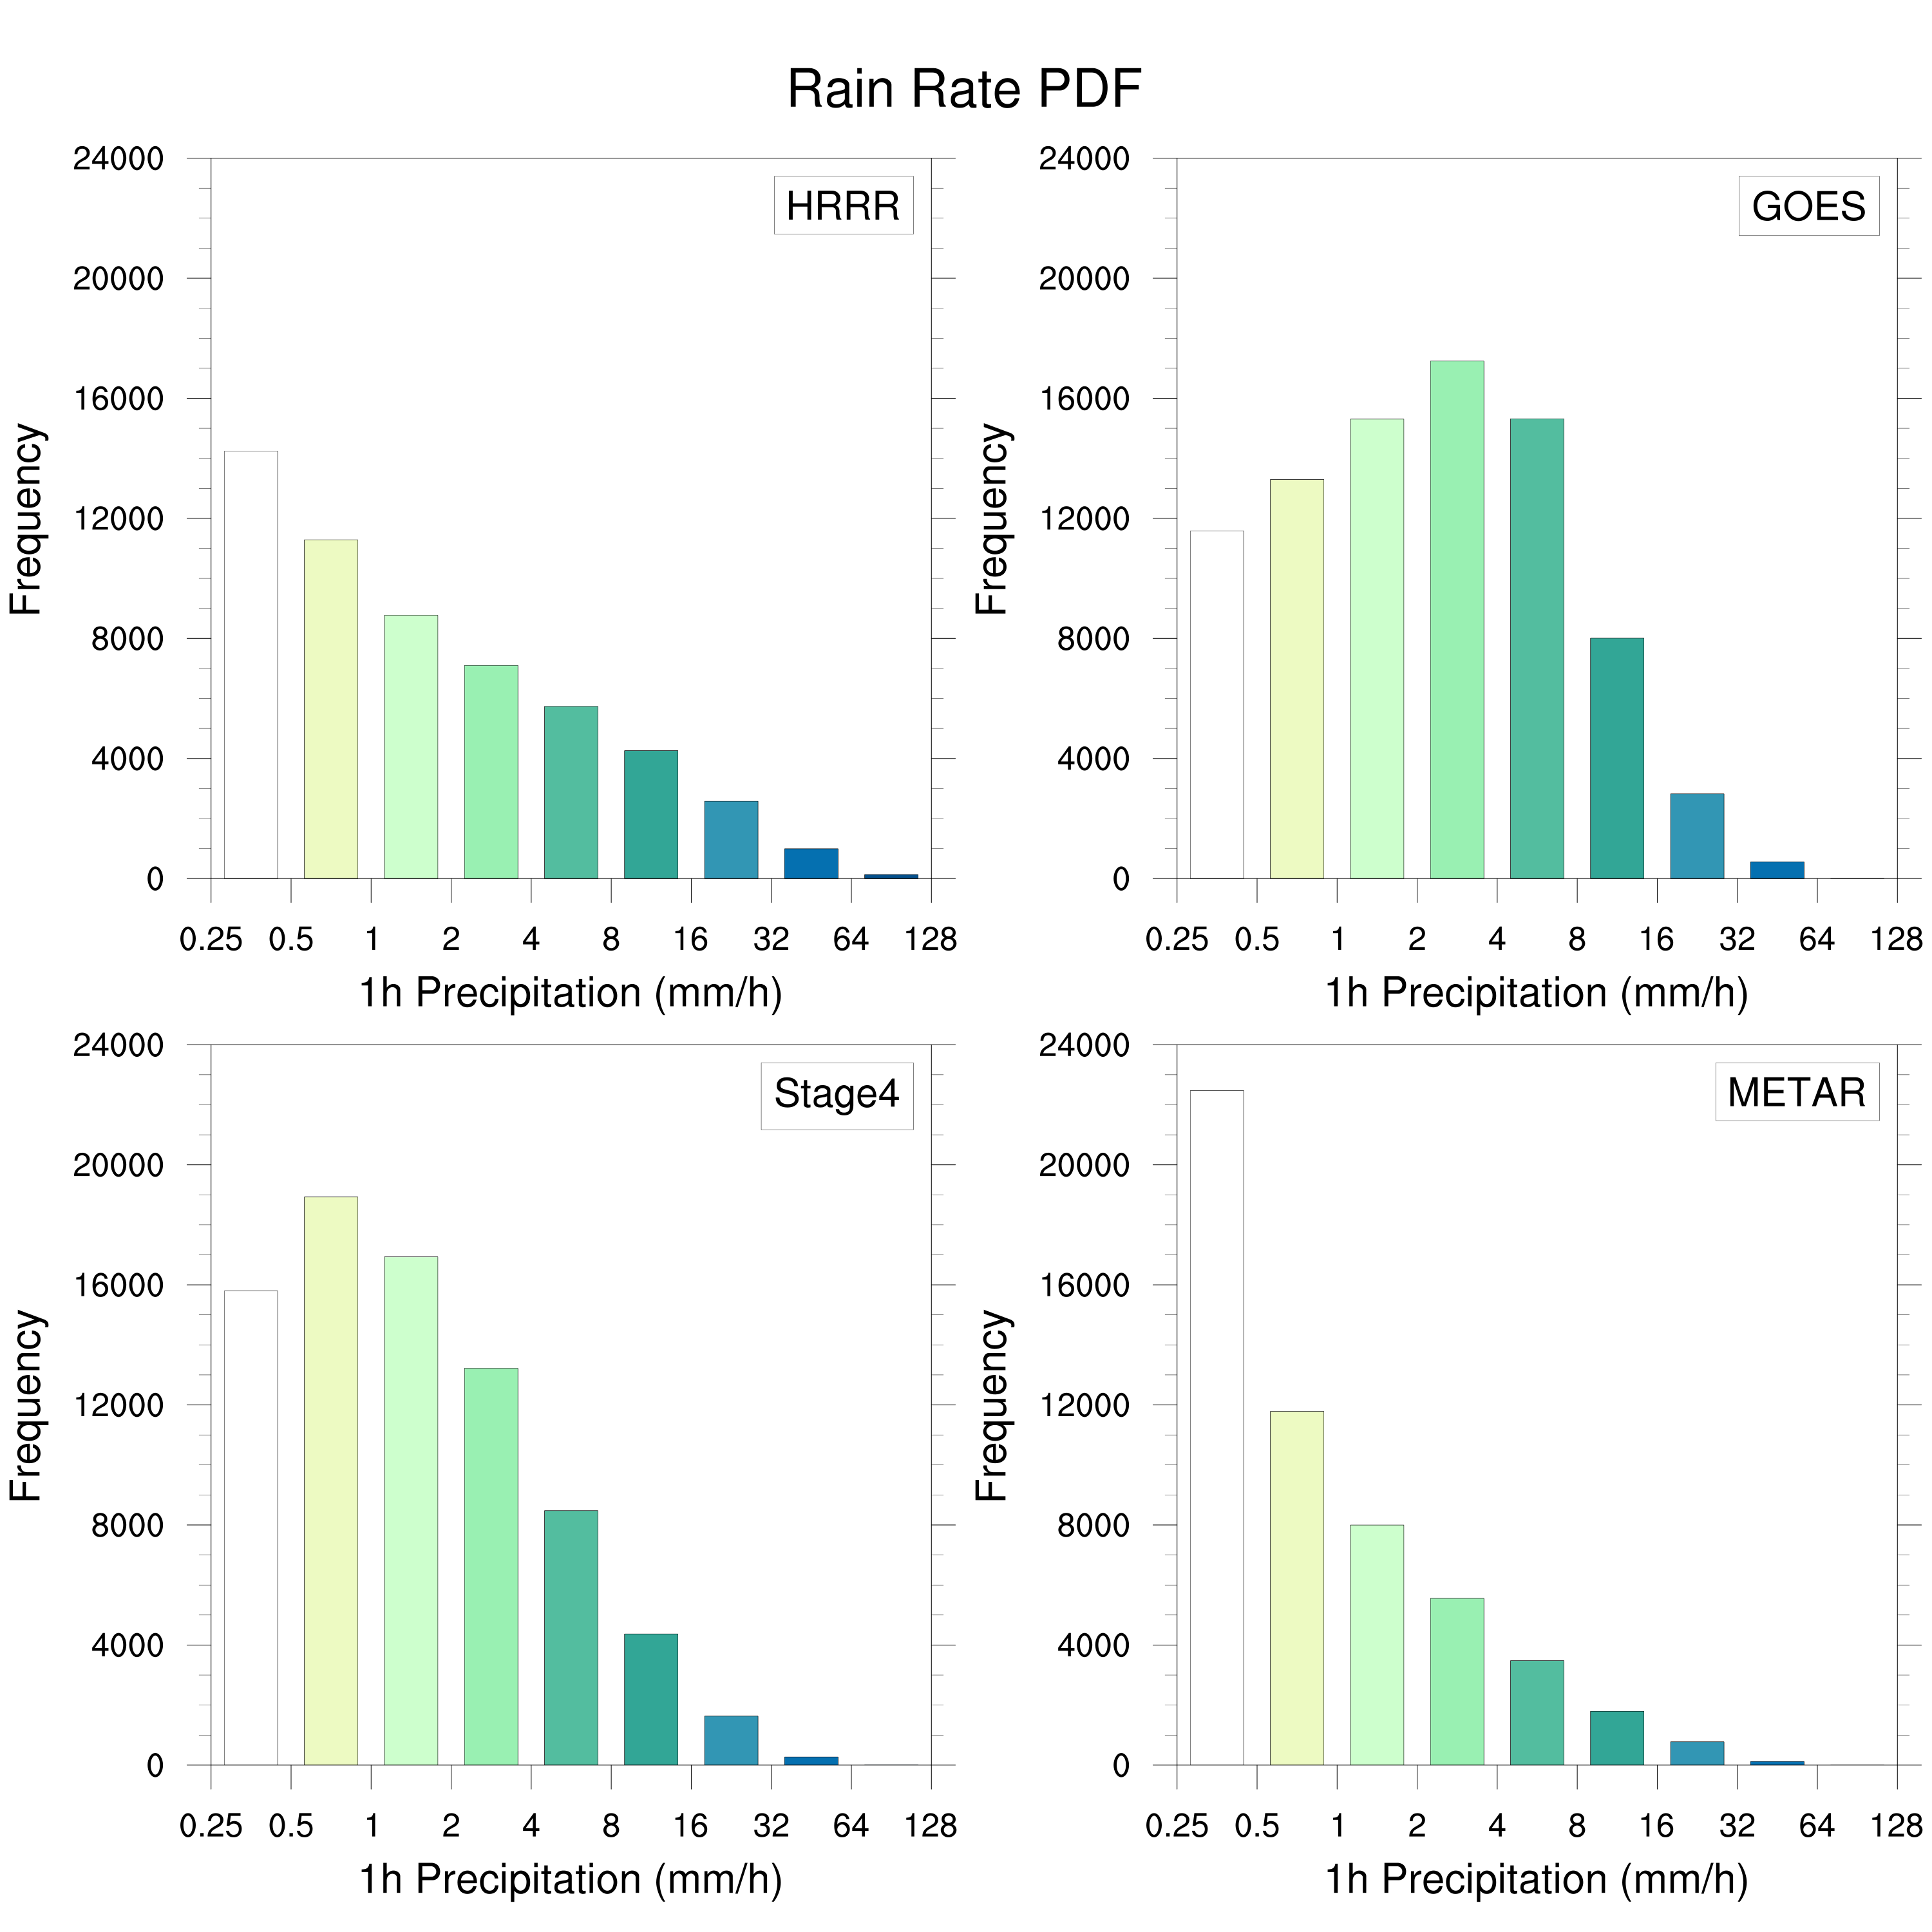 Rain Rate PDF
HRRR
24000
20000
16000
12000
8000
4000
0
Frequency
0.25 0.5 1 2 4 8 16 32 64 128
1h Precipitation (mm/h)
GOES
24000
20000
16000
12000
8000
4000
0
Frequency
0.25 0.5 1 2 4 8 16 32 64 128
1h Precipitation (mm/h)
Stage4
24000
20000
16000
12000
8000
4000
0
Frequency
0.25 0.5 1 2 4 8 16 32 64 128
1h Precipitation (mm/h)
METAR
24000
20000
16000
12000
8000
4000
0
Frequency
0.25 0.5 1 2 4 8 16 32 64 128
1h Precipitation (mm/h)